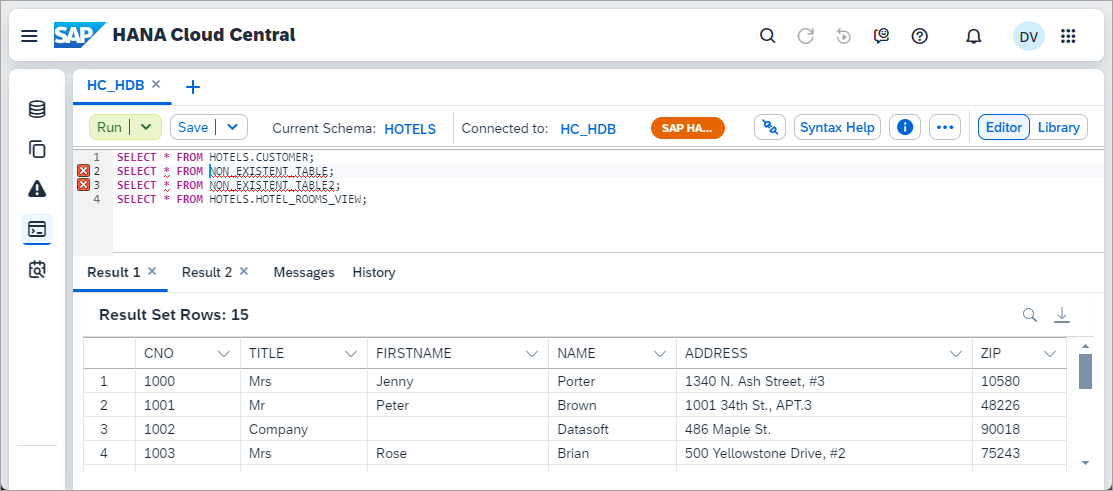 SAP HANA Cloud Central DV
HC_HDB
Run Save Current Schema: HOTELS Connected to: HC_HDB SAP HA... Syntax Help Editor Library
1 SELECT * FROM HOTELS.CUSTOMER;
2 SELECT * FROM NON_EXISTENT_TABLE;
3 SELECT * FROM NON_EXISTENT_TABLE2;
4 SELECT * FROM HOTELS.HOTEL_ROOMS_VIEW;
Result 1 Result 2 Messages History
Result Set Rows: 15
CNO TITLE FIRSTNAME NAME ADDRESS ZIP
1 1000 Mrs Jenny Porter 1340 N. Ash Street, #3 10580
2 1001 Mr Peter Brown 1001 34th St., APT.3 48226
3 1002 Company Datasoft 486 Maple St. 90018
4 1003 Mrs Rose Brian 500 Yellowstone Drive, #2 75243